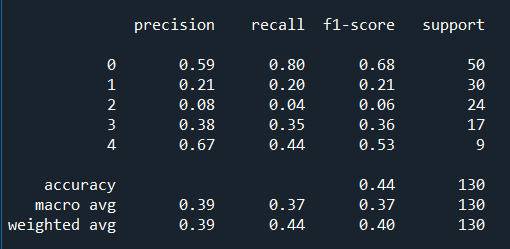 precision recall f1-score support
0 0.59 0.80 0.68 50
1 0.21 0.20 0.21 30
2 0.08 0.04 0.06 24
3 0.38 0.35 0.36 17
4 0.67 0.44 0.53 9
accuracy 0.44 130
macro avg 0.39 0.37 0.37 130
weighted avg 0.39 0.44 0.40 130